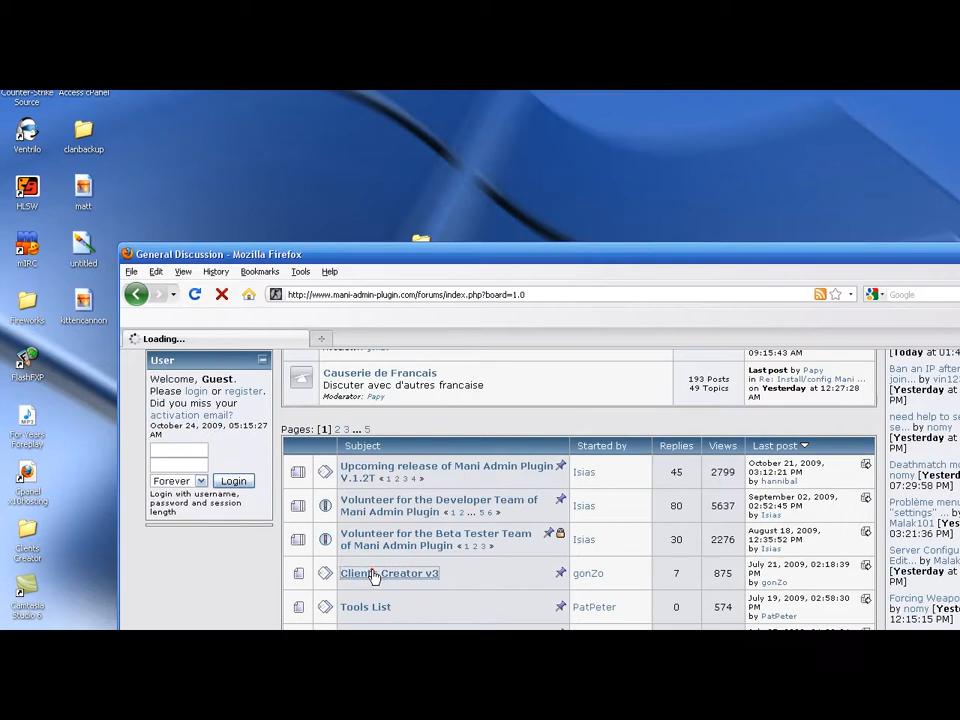 Counter-Strike
Source
Access cPanel
Ventrilo
clanbackup
HLSW
matt
mIRC
untitled
Fireworks
kittencannon
FlashFXP
For Years
Foreplay
Cpanel
x10hosting
Clients
Creator
Camtasia
Studio 6
General Discussion - Mozilla Firefox
File Edit View History Bookmarks Tools Help
http://www.mani-admin-plugin.com/forums/index.php?board=1.0
Google
Loading...
User
Welcome, Guest.
Please login or register.
Did you miss your
activation email?
October 24, 2009, 05:15:27
AM
Forever Login
Login with username,
password and session
length
Causerie de Francais
Discuter avec d'autres francaise
Moderator: Papy
193 Posts
49 Topics
09:15:43 AM
Last post by Papy
in Re: Install/config Mani ...
on Yesterday at 12:27:28
AM
Pages: [1] 2 3 ... 5
Subject Started by Replies Views Last post
Upcoming release of Mani Admin Plugin
V.1.2T « 1 2 3 4 »
Isias
45
2799
October 21, 2009,
03:12:21 PM
by hannibal
Volunteer for the Developer Team of
Mani Admin Plugin « 1 2 ... 5 6 »
Isias
80
5637
September 02, 2009,
02:52:45 PM
by Isias
Volunteer for the Beta Tester Team
of Mani Admin Plugin « 1 2 3 »
Isias
30
2276
August 18, 2009,
12:35:52 PM
by Isias
Clients Creator v3
gonZo
7
875
July 21, 2009, 02:18:39
PM
by gonZo
Tools List
PatPeter
0
574
July 19, 2009, 02:58:30
PM
by PatPeter
[Today at 01:4
PM]
Ban an IP after
join... by vin12
[Yesterday at
PM]
need help to se
... by nomy
[Yesterday at
PM]
Deathmatch mo
by nomy [Yeste
07:29:58 PM]
Problème menu
"settings" ... by
Malak101 [Yeste
03:21:36 PM]
Server Configu
Edit... by Malak
[Yesterday at
PM]
Forcing Weapo
by nomy [Yeste
12:15:15 PM]